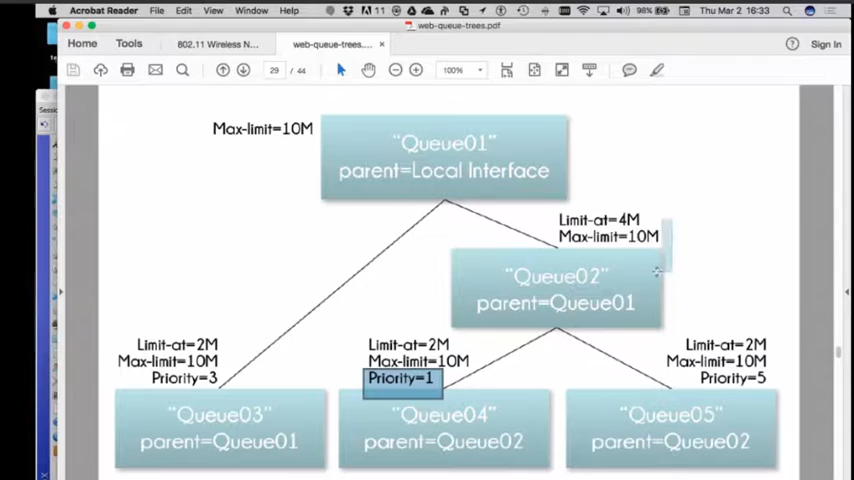 Acrobat Reader File Edit View Window Help 11 98% Thu Mar 2 16:33
web-queue-trees.pdf
Home Tools 802.11 Wireless N... web-queue-trees.... × ? Sign In
29 / 44 100%
Max-limit=10M
"Queue01"
parent=Local Interface
Limit-at=4M
Max-limit=10M
"Queue02"
parent=Queue01
Limit-at=2M
Max-limit=10M
Priority=3
Limit-at=2M
Max-limit=10M
Priority=1
Limit-at=2M
Max-limit=10M
Priority=5
"Queue03"
parent=Queue01
"Queue04"
parent=Queue02
"Queue05"
parent=Queue02